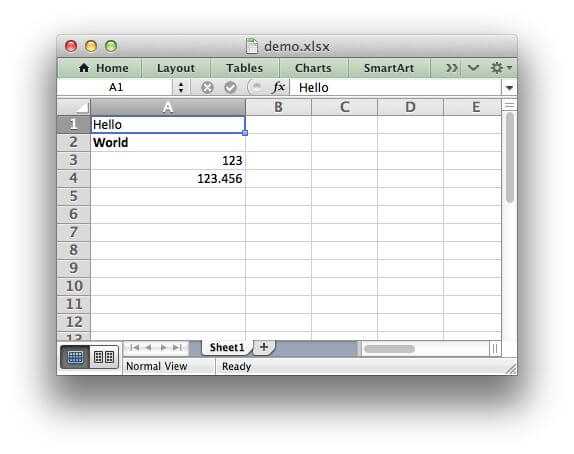 demo.xlsx
Home Layout Tables Charts SmartArt
A1 fx Hello
A B C D E
1 Hello
2 World
3 123
4 123.456
5
6
7
8
9
10
11
12
13
Sheet1
Normal View Ready